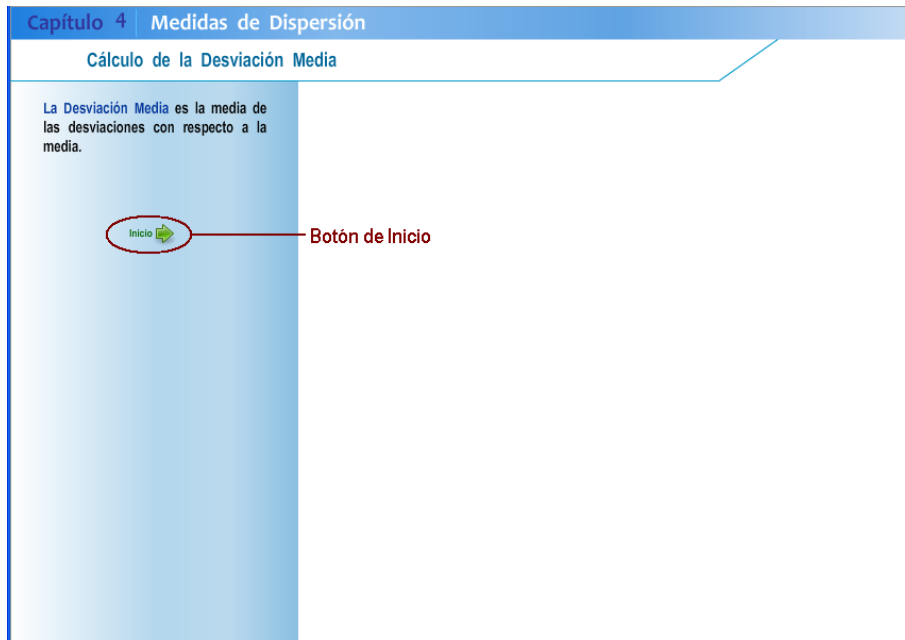 Capítulo 4 Medidas de Dispersión
Cálculo de la Desviación Media
La Desviación Media es la media de
las desviaciones con respecto a la
media.
Inicio
Botón de Inicio